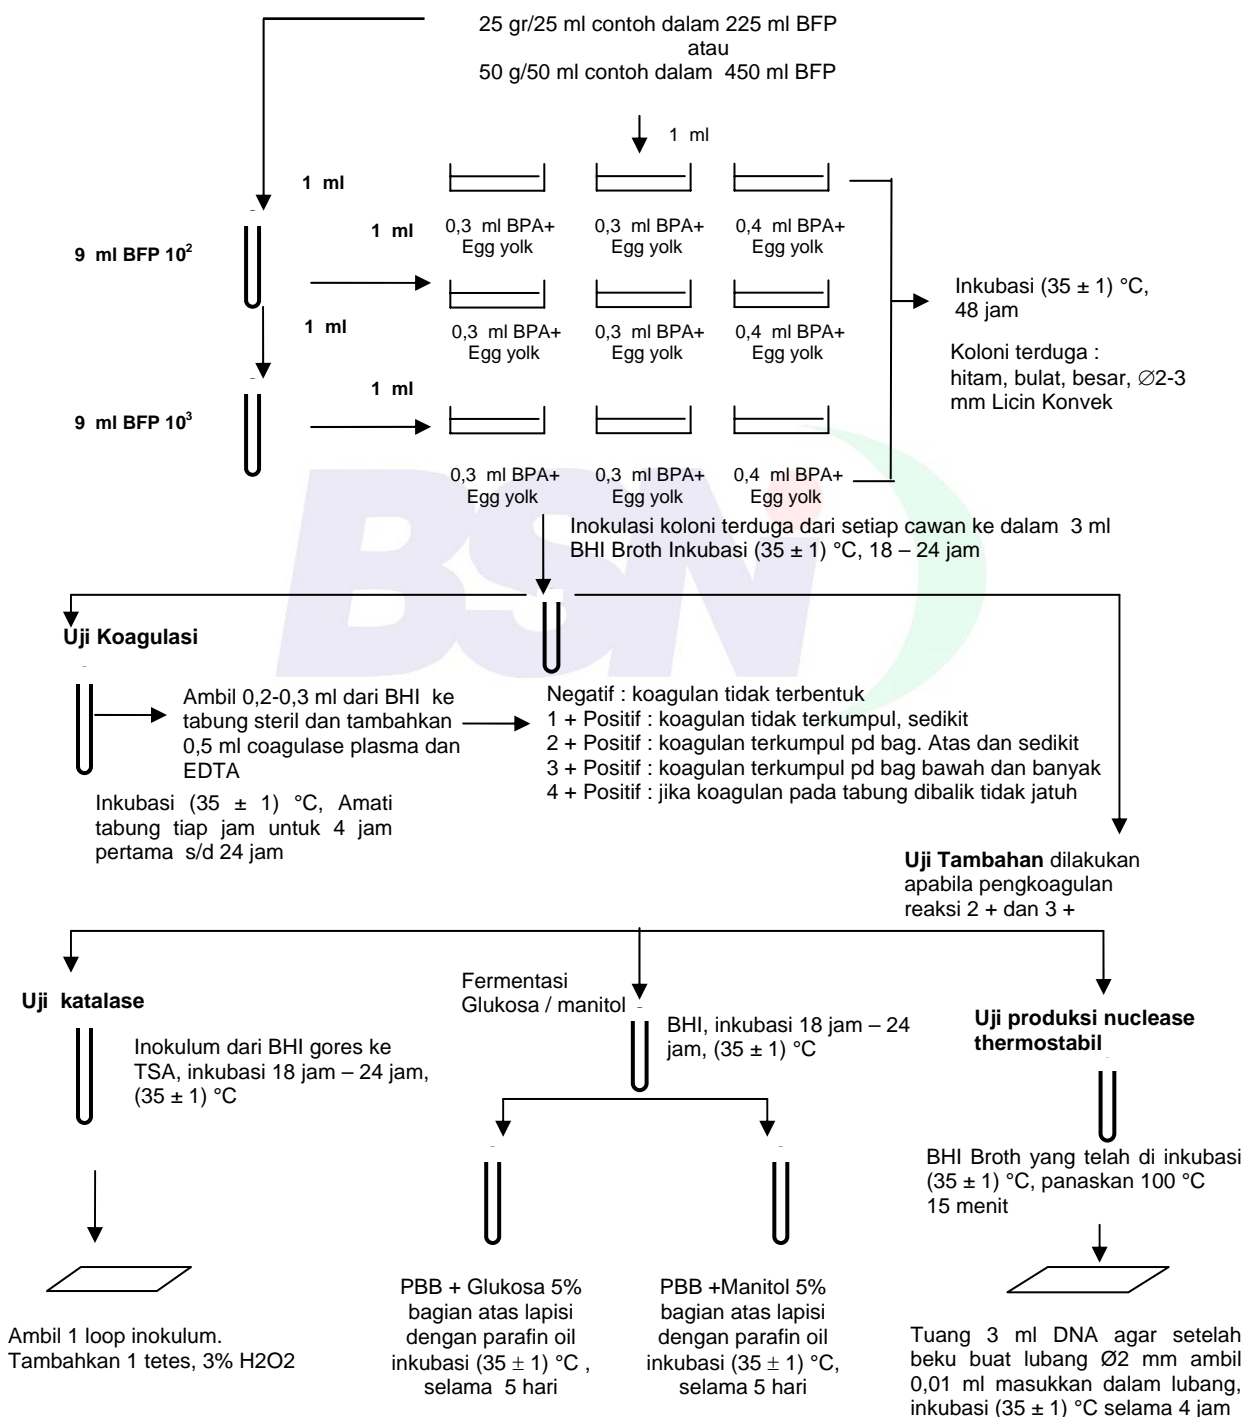 25 gr/25 ml contoh dalam 225 ml BFP
atau
50 g/50 ml contoh dalam 450 ml BFP
1 ml
1 ml
0,3 ml BPA+
Egg yolk
0,3 ml BPA+
Egg yolk
0,4 ml BPA+
Egg yolk
9 ml BFP 10²
1 ml
0,3 ml BPA+
Egg yolk
0,3 ml BPA+
Egg yolk
0,4 ml BPA+
Egg yolk
1 ml
9 ml BFP 10³
1 ml
0,3 ml BPA+
Egg yolk
0,3 ml BPA+
Egg yolk
0,4 ml BPA+
Egg yolk
Inkubasi (35 ± 1) °C,
48 jam
Koloni terduga :
hitam, bulat, besar, ∅2-3
mm Licin Konvek
BSN
Inokulasi koloni terduga dari setiap cawan ke dalam 3 ml
BHI Broth Inkubasi (35 ± 1) °C, 18 – 24 jam
Uji Koagulasi
Ambil 0,2-0,3 ml dari BHI ke
tabung steril dan tambahkan
0,5 ml coagulase plasma dan
EDTA
Inkubasi (35 ± 1) °C, Amati
tabung tiap jam untuk 4 jam
pertama s/d 24 jam
Negatif : koagulan tidak terbentuk
1 + Positif : koagulan tidak terkumpul, sedikit
2 + Positif : koagulan terkumpul pd bag. Atas dan sedikit
3 + Positif : koagulan terkumpul pd bag bawah dan banyak
4 + Positif : jika koagulan pada tabung dibalik tidak jatuh
Uji Tambahan dilakukan
apabila pengkoagulan
reaksi 2 + dan 3 +
Uji katalase
Inokulum dari BHI gores ke
TSA, inkubasi 18 jam – 24 jam,
(35 ± 1) °C
Ambil 1 loop inokulum.
Tambahkan 1 tetes, 3% H2O2
Fermentasi
Glukosa / manitol
BHI, inkubasi 18 jam – 24
jam, (35 ± 1) °C
PBB + Glukosa 5%
bagian atas lapisi
dengan parafin oil
inkubasi (35 ± 1) °C ,
selama 5 hari
PBB +Manitol 5%
bagian atas lapisi
dengan parafin oil
inkubasi (35 ± 1) °C,
selama 5 hari
Uji produksi nuclease
thermostabil
BHI Broth yang telah di inkubasi
(35 ± 1) °C, panaskan 100 °C
15 menit
Tuang 3 ml DNA agar setelah
beku buat lubang Ø2 mm ambil
0,01 ml masukkan dalam lubang,
inkubasi (35 ± 1) °C selama 4 jam